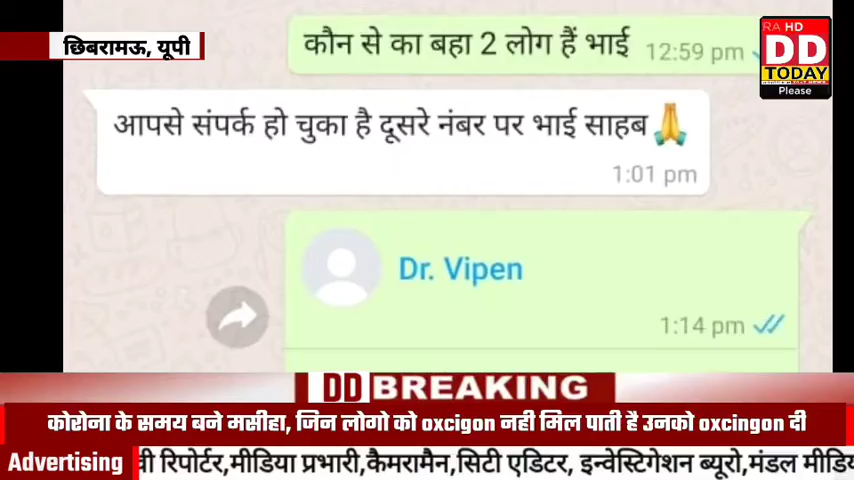 छिबरामऊ, यूपी
कौन से का बहा 2 लोग हैं भाई 12:59 pm
RA HD
DD
TODAY
Please
आपसे संपर्क हो चुका है दूसरे नंबर पर भाई साहब🙏
1:01 pm
Dr. Vipen
1:14 pm
DD BREAKING
कोरोना के समय बने मसीहा, जिन लोगो को oxcigon नही मिल पाती है उनको oxcingon दी
Advertising वी रिपोर्टर,मीडिया प्रभारी,कैमरामैन,सिटी एडिटर, इन्वेस्टिगेशन ब्यूरो,मंडल मीडिय